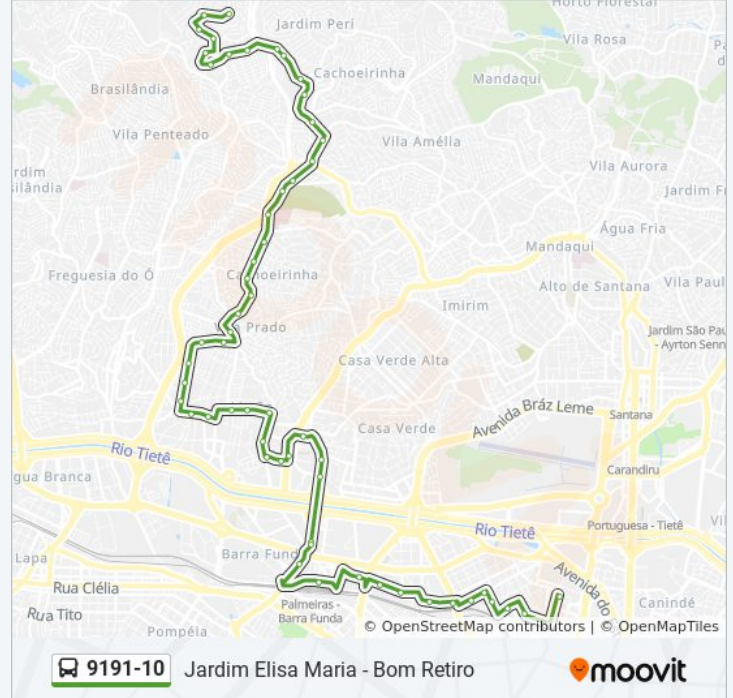 Horto Florestal
Jardim Peri
Vila Rosa
Cachoeirinha
Mandaqui
Brasilândia
Vila Penteado
Vila Amélia
Vila Aurora
rdim
silândia
Jardim F
Água Fria
Mandaqui
Freguesia do Ó
Alto de Santana
Vila Paul
Imirim
Prado
Jardim São Pau
- Ayrton Senn
Casa Verde Alta
Avenida Bráz Leme
Santana
Casa Verde
Rio Tietê
Carandiru
gua Branca
Rio Tietê
Portuguesa - Tietê
Lapa
Barra Fun
Avenida do
Rua Clélia
Canindé
Rua Tito
Palmeiras -
Barra Funda
Pompéia
© OpenStreetMap contributors | © OpenMapTiles
9191-10 Jardim Elisa Maria - Bom Retiro
moovit